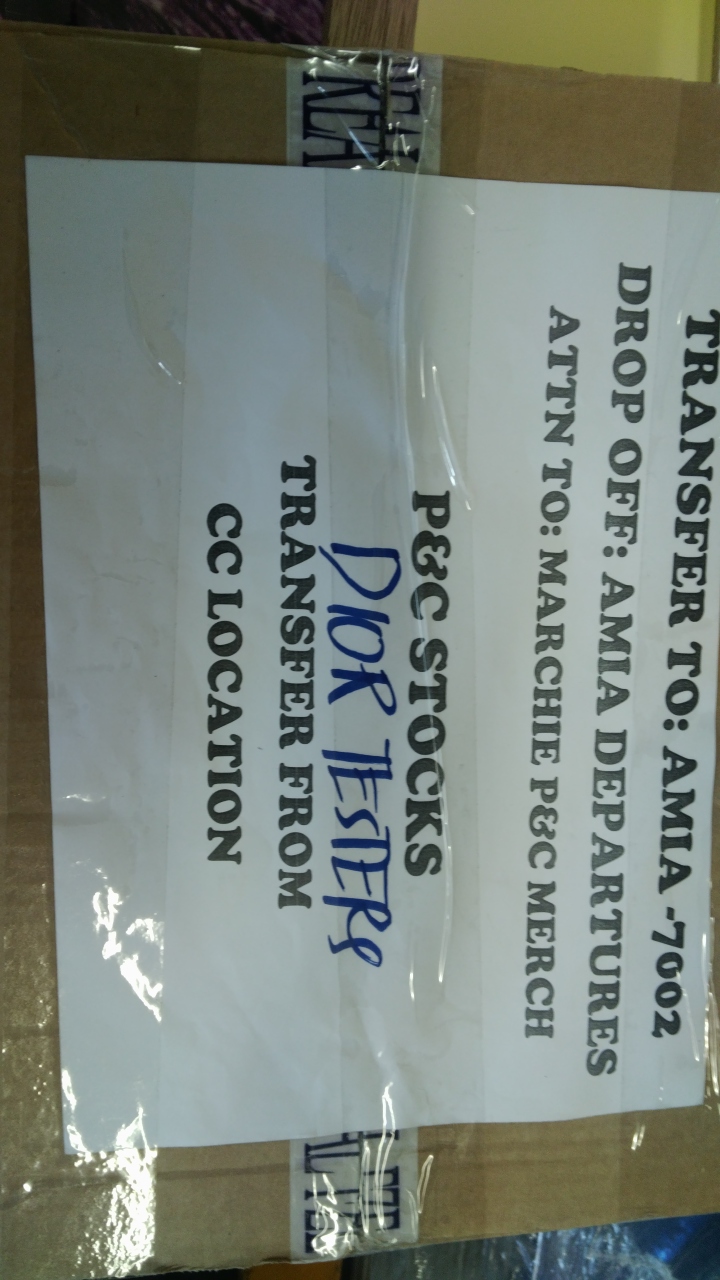 TRANSFER TO: AMIA -7002
DROP OFF: AMIA DEPARTURES
ATTN TO: MARCHIE P&C MERCH
P&C STOCKS
DIOR TESTERS
TRANSFER FROM
CC LOCATION